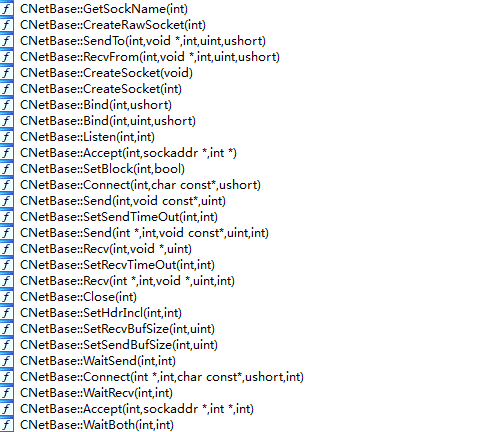 CNetBase::GetSockName(int)
CNetBase::CreateRawSocket(int)
CNetBase::SendTo(int,void *,int,uint,ushort)
CNetBase::RecvFrom(int,void *,int,uint,ushort)
CNetBase::CreateSocket(void)
CNetBase::CreateSocket(int)
CNetBase::Bind(int,ushort)
CNetBase::Bind(int,uint,ushort)
CNetBase::Listen(int,int)
CNetBase::Accept(int,sockaddr *,int *)
CNetBase::SetBlock(int,bool)
CNetBase::Connect(int,char const*,ushort)
CNetBase::Send(int,void const*,uint)
CNetBase::SetSendTimeOut(int,int)
CNetBase::Send(int *,int,void const*,uint,int)
CNetBase::Recv(int,void *,uint)
CNetBase::SetRecvTimeOut(int,int)
CNetBase::Recv(int *,int,void *,uint,int)
CNetBase::Close(int)
CNetBase::SetHdrIncl(int,int)
CNetBase::SetRecvBufSize(int,uint)
CNetBase::SetSendBufSize(int,uint)
CNetBase::WaitSend(int,int)
CNetBase::Connect(int *,int,char const*,ushort,int)
CNetBase::WaitRecv(int,int)
CNetBase::Accept(int,sockaddr *,int *,int)
CNetBase::WaitBoth(int,int)